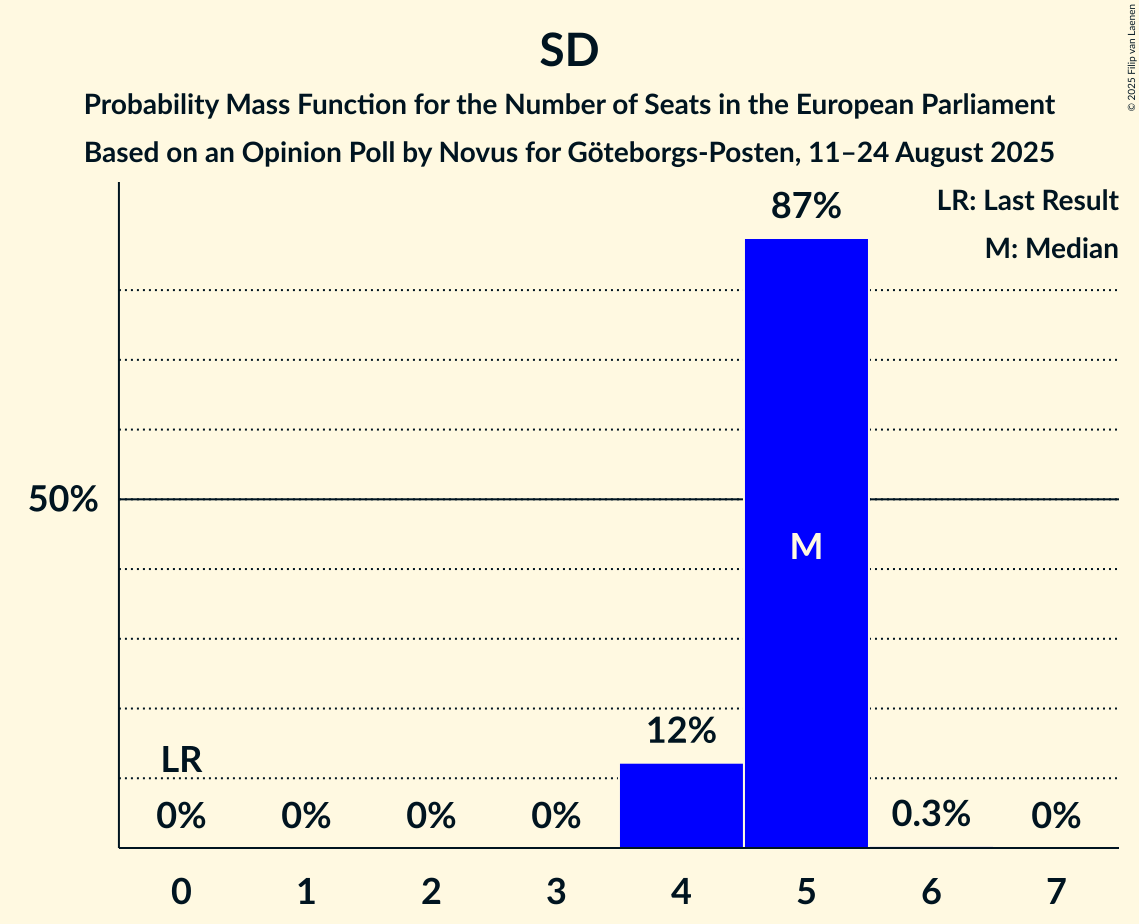 SD
Probability Mass Function for the Number of Seats in the European Parliament
Based on an Opinion Poll by Novus for Göteborgs-Posten, 11–24 August 2025
© 2025 Filip van Laenen
LR: Last Result
M: Median
87%
50%
M
12%
LR
0% 0% 0% 0% 0.3% 0%
0 1 2 3 4 5 6 7